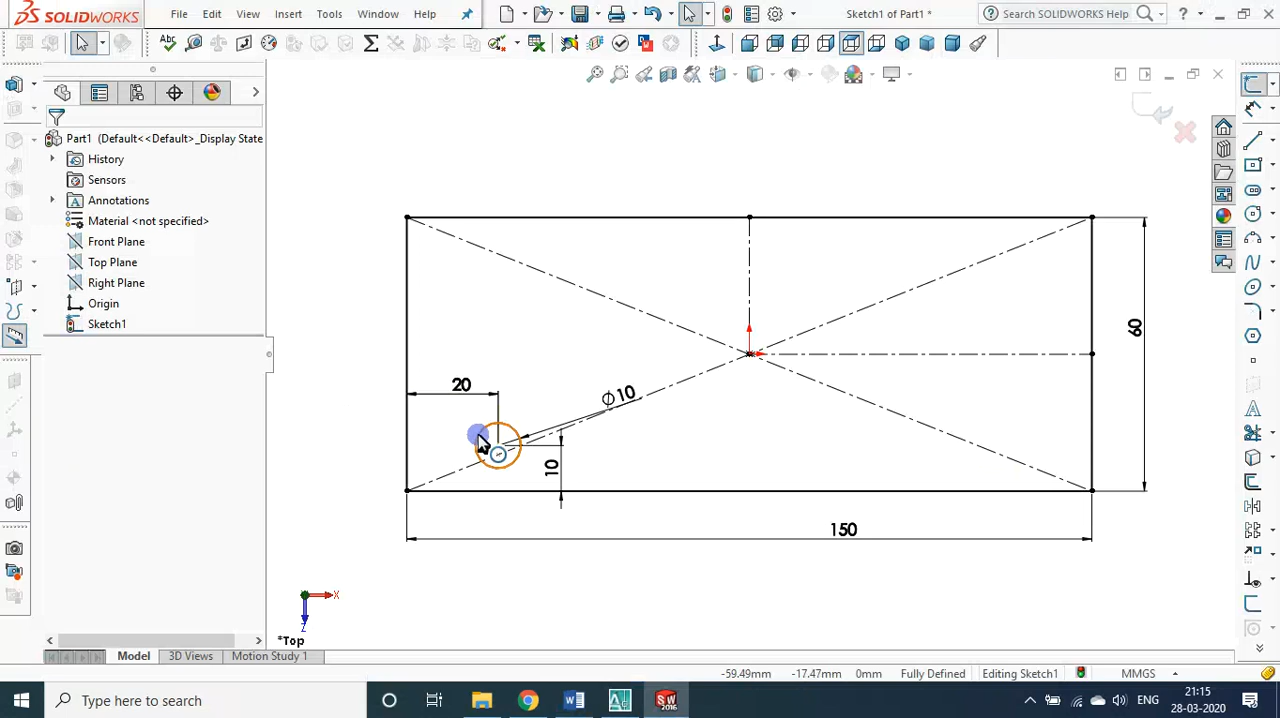 SOLIDWORKS
File Edit View Insert Tools Window Help
Sketch1 of Part1 *
Search SOLIDWORKS Help
Part1 (Default<<Default>_Display State
History
Sensors
Annotations
Material <not specified>
Front Plane
Top Plane
Right Plane
Origin
Sketch1
60
20
Ø10
10
150
X
Z
*Top
Model 3D Views Motion Study 1
-59.49mm -17.47mm 0mm Fully Defined Editing Sketch1 MMGS
Type here to search
W
SW
2016
ENG
21:15
28-03-2020